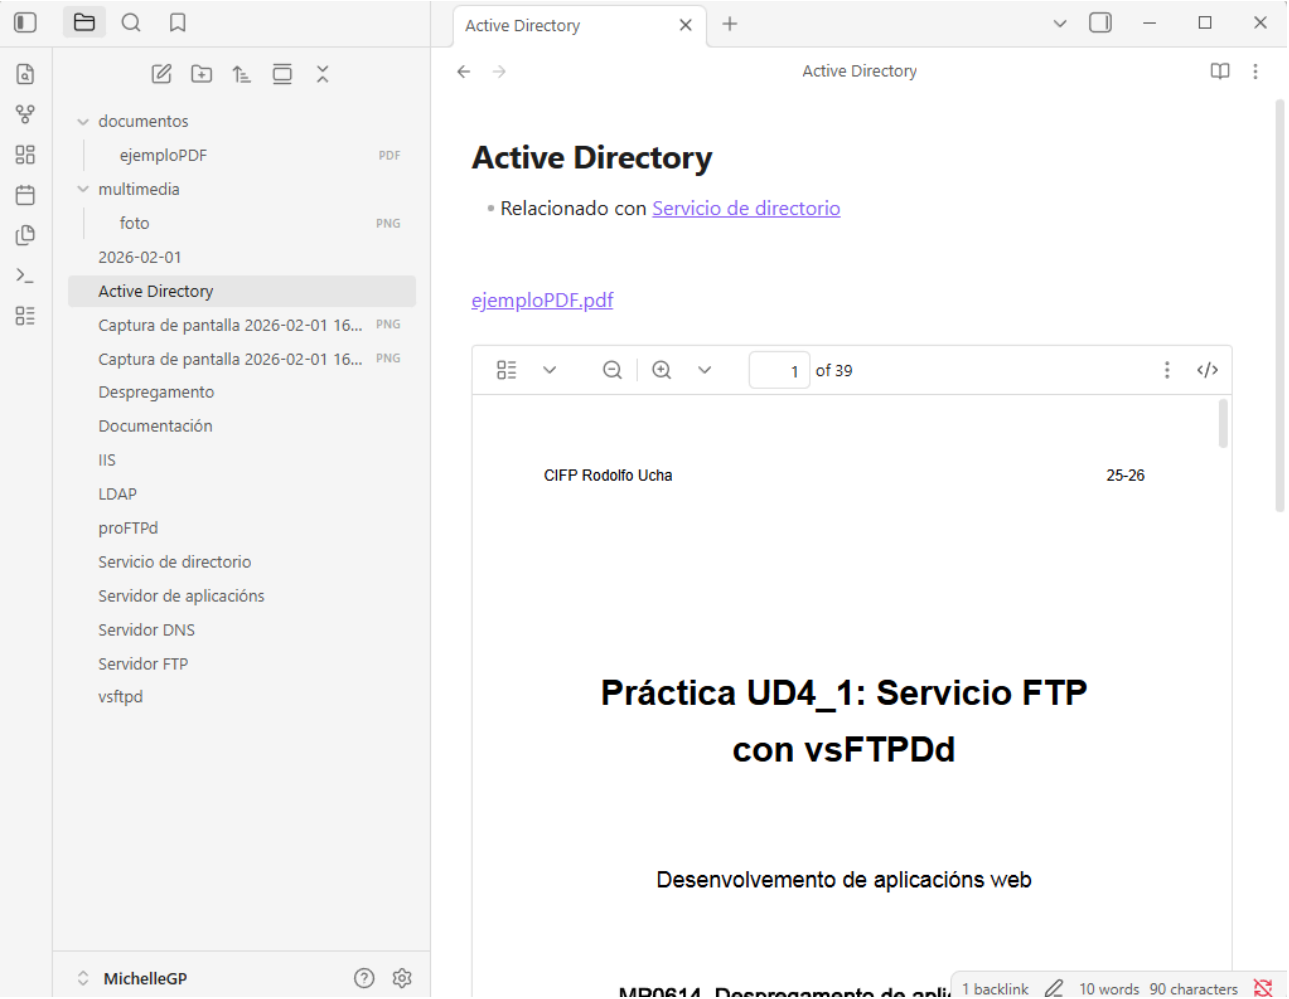 Active Directory
Active Directory
documentos
ejemploPDF PDF
multimedia
foto PNG
2026-02-01
Active Directory
Captura de pantalla 2026-02-01 16... PNG
Captura de pantalla 2026-02-01 16... PNG
Despregamento
Documentación
IIS
LDAP
proFTPd
Servicio de directorio
Servidor de aplicacións
Servidor DNS
Servidor FTP
vsftpd
MichelleGP
Active Directory
Relacionado con Servicio de directorio
ejemploPDF.pdf
1 of 39
CIFP Rodolfo Ucha 25-26
Práctica UD4_1: Servicio FTP
con vsFTPDd
Desenvolvemento de aplicacións web
MP0614. Despregamento de apli
1 backlink 10 words 90 characters